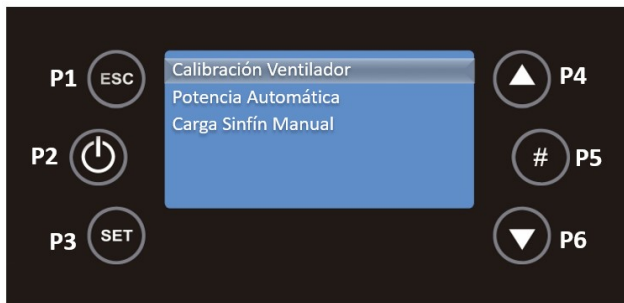 P1 ESC
Calibración Ventilador
P4
Potencia Automática
Carga Sinfín Manual
P2
# P5
P3 SET
P6